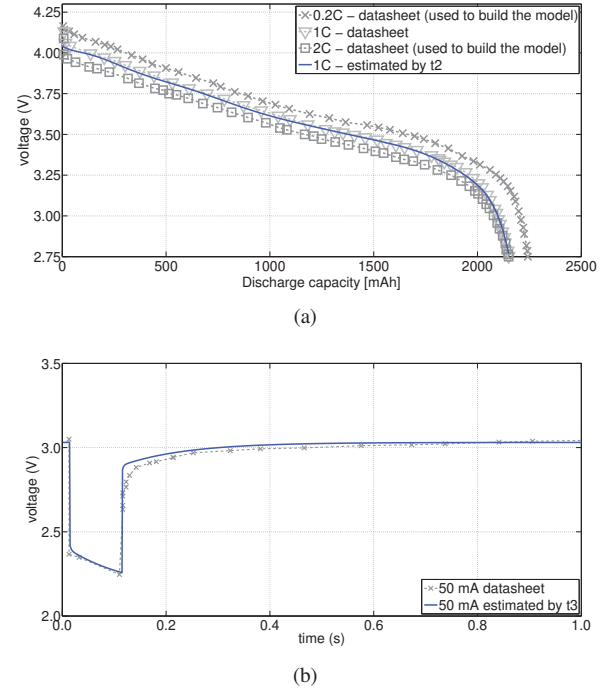 4.25
4.00
3.75
3.50
3.25
3.00
2.75
voltage (V)
0.2C – datasheet (used to build the model)
1C – datasheet
2C – datasheet (used to build the model)
1C – estimated by t2
0
500
1000
1500
2000
2500
Discharge capacity [mAh]
(a)
3.5
3.0
2.5
2.0
voltage (V)
50 mA datasheet
50 mA estimated by t3
0.0
0.2
0.4
0.6
0.8
1.0
time (s)
(b)